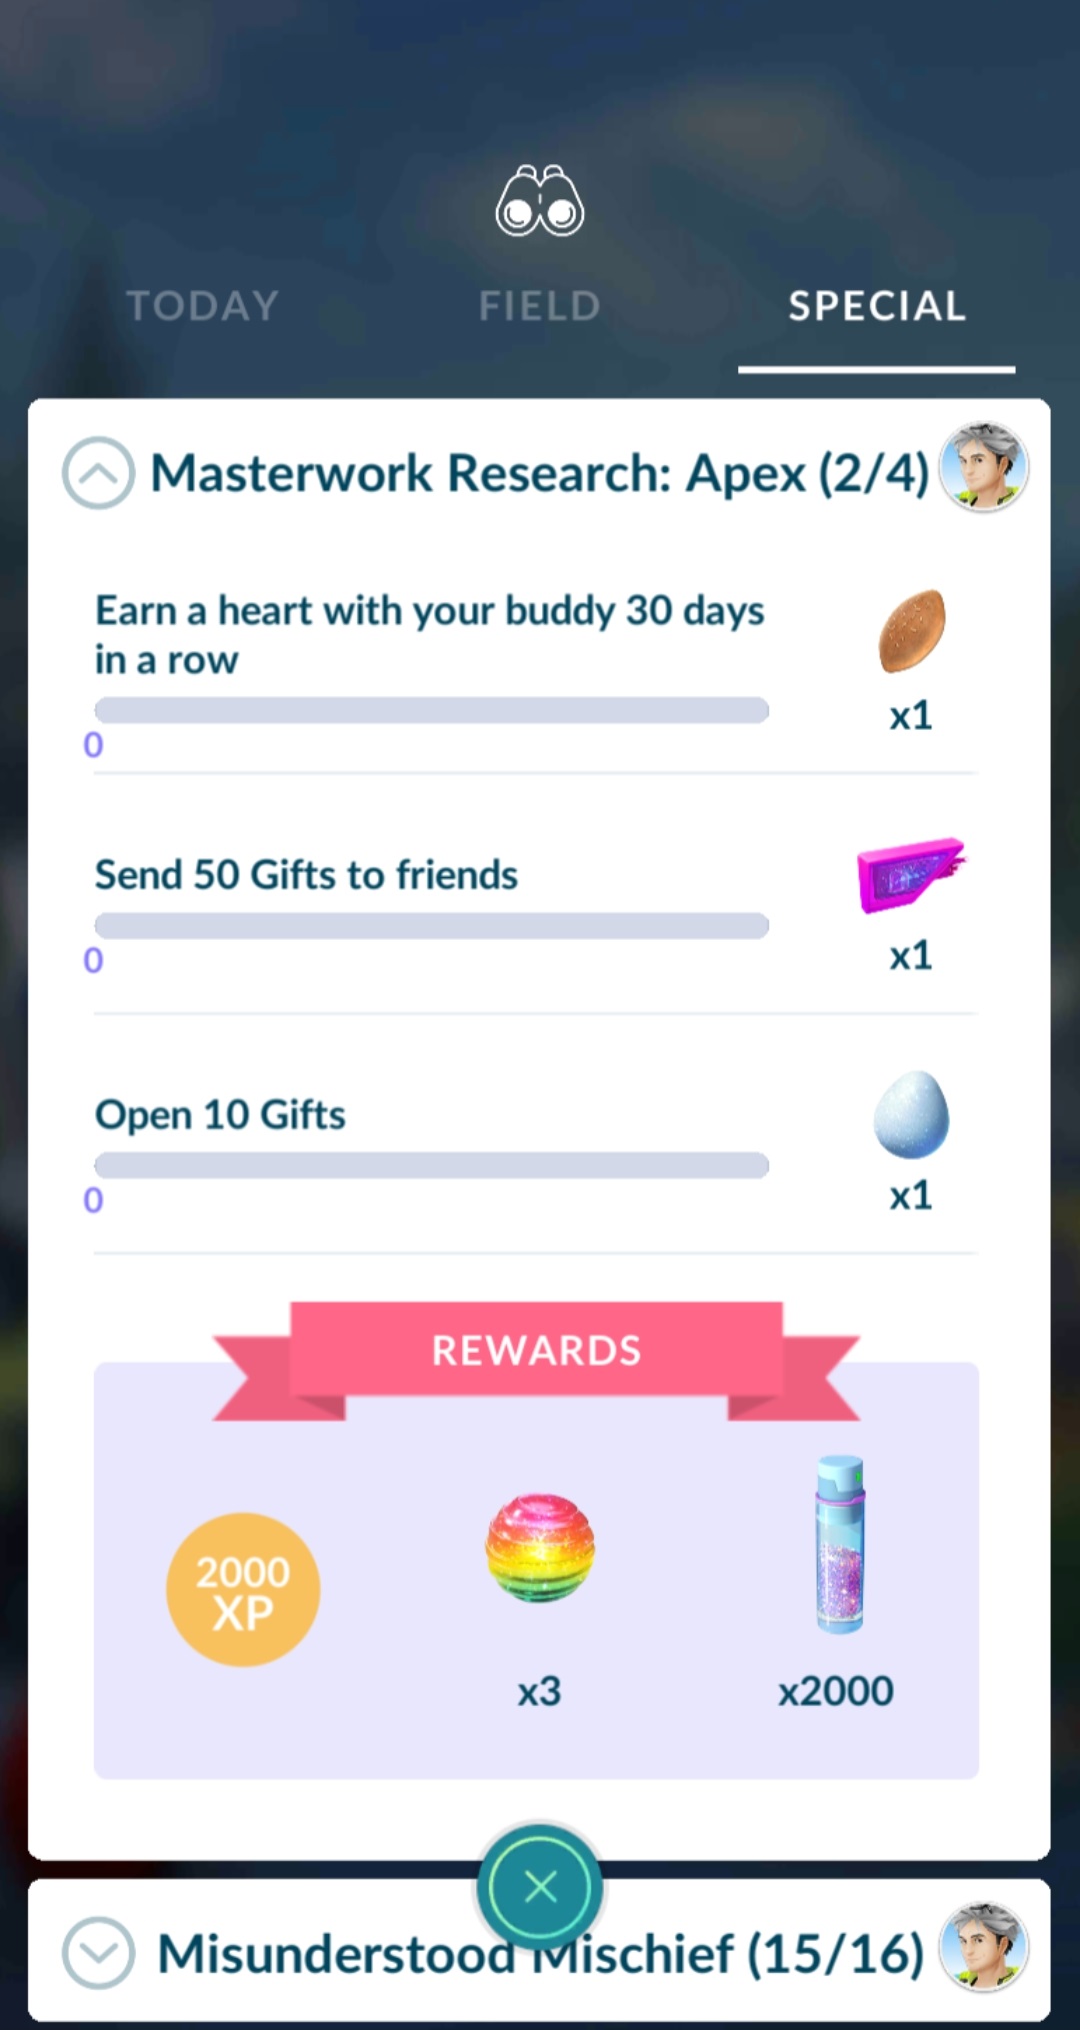 TODAY
FIELD
SPECIAL
Masterwork Research: Apex (2/4)
Earn a heart with your buddy 30 days
in a row
x1
0
Send 50 Gifts to friends
x1
0
Open 10 Gifts
x1
0
REWARDS
2000
XP
x3
x2000
Misunderstood Mischief (15/16)